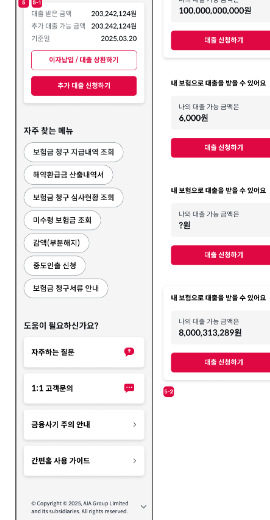 5 5-1
대출 받은 금액 203,242,124원
추가 대출 가능 금액 203,242,124원
기준일 2025.03.20
이자납입 / 대출 상환하기
추가 대출 신청하기
자주 찾는 메뉴
보험금 청구 지급내역 조회
해약환급금 산출내역서
보험금 청구 심사현황 조회
미수령 보험금 조회
감액(부분해지)
중도인출 신청
보험금 청구서류 안내
도움이 필요하신가요?
자주하는 질문
1:1 고객문의
금융사기 주의 안내
간편홈 사용 가이드
© Copyright © 2025, AIA Group Limited
and its subsidiaries. All rights reserved.
100,000,000,000원
대출 신청하기
내 보험으로 대출을 받을 수 있어요
나의 대출 가능 금액은
6,000원
대출 신청하기
내 보험으로 대출을 받을 수 있어요
나의 대출 가능 금액은
?원
대출 신청하기
내 보험으로 대출을 받을 수 있어요
나의 대출 가능 금액은
8,000,313,289원
대출 신청하기
5-2